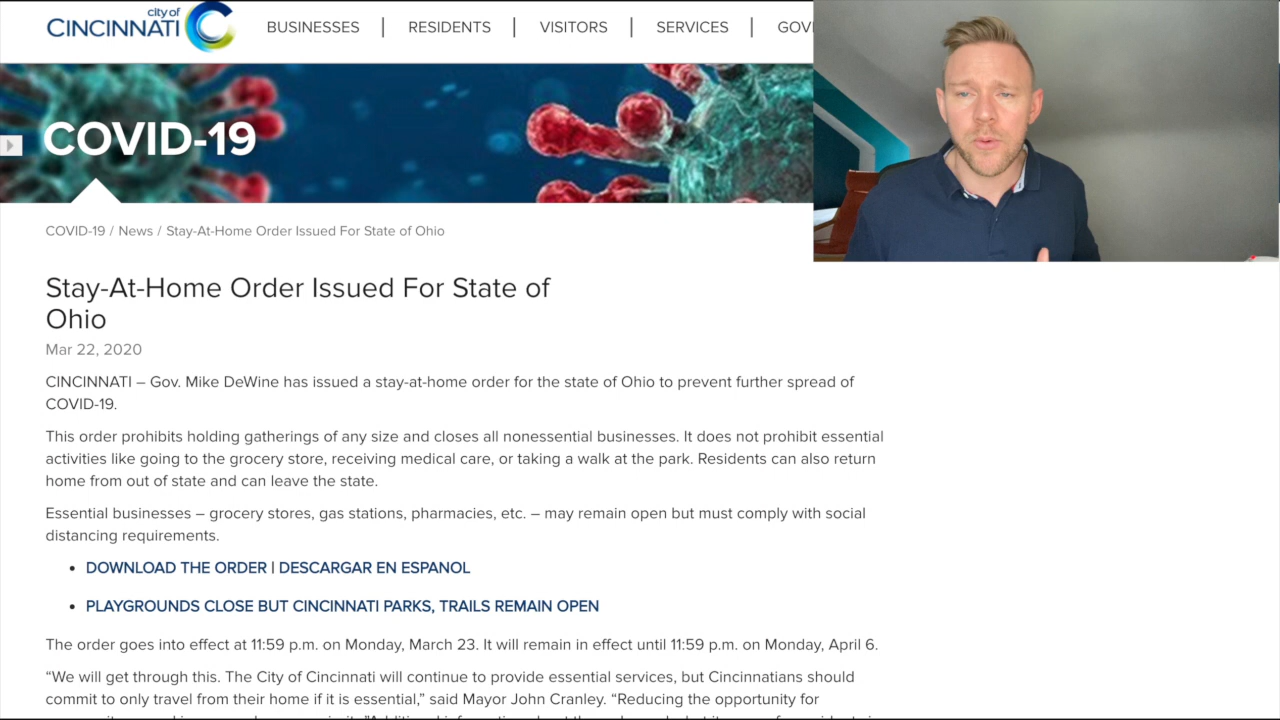 city of
CINCINNATI
BUSINESSES | RESIDENTS | VISITORS | SERVICES |
COVID-19
COVID-19 / News / Stay-At-Home Order Issued For State of Ohio
Stay-At-Home Order Issued For State of
Ohio
Mar 22, 2020
CINCINNATI – Gov. Mike DeWine has issued a stay-at-home order for the state of Ohio to prevent further spread of
COVID-19.
This order prohibits holding gatherings of any size and closes all nonessential businesses. It does not prohibit essential
activities like going to the grocery store, receiving medical care, or taking a walk at the park. Residents can also return
home from out of state and can leave the state.
Essential businesses – grocery stores, gas stations, pharmacies, etc. – may remain open but must comply with social
distancing requirements.
• DOWNLOAD THE ORDER | DESCARGAR EN ESPANOL
• PLAYGROUNDS CLOSE BUT CINCINNATI PARKS, TRAILS REMAIN OPEN
The order goes into effect at 11:59 p.m. on Monday, March 23. It will remain in effect until 11:59 p.m. on Monday, April 6.
“We will get through this. The City of Cincinnati will continue to provide essential services, but Cincinnatians should
commit to only travel from their home if it is essential,” said Mayor John Cranley. “Reducing the opportunity for